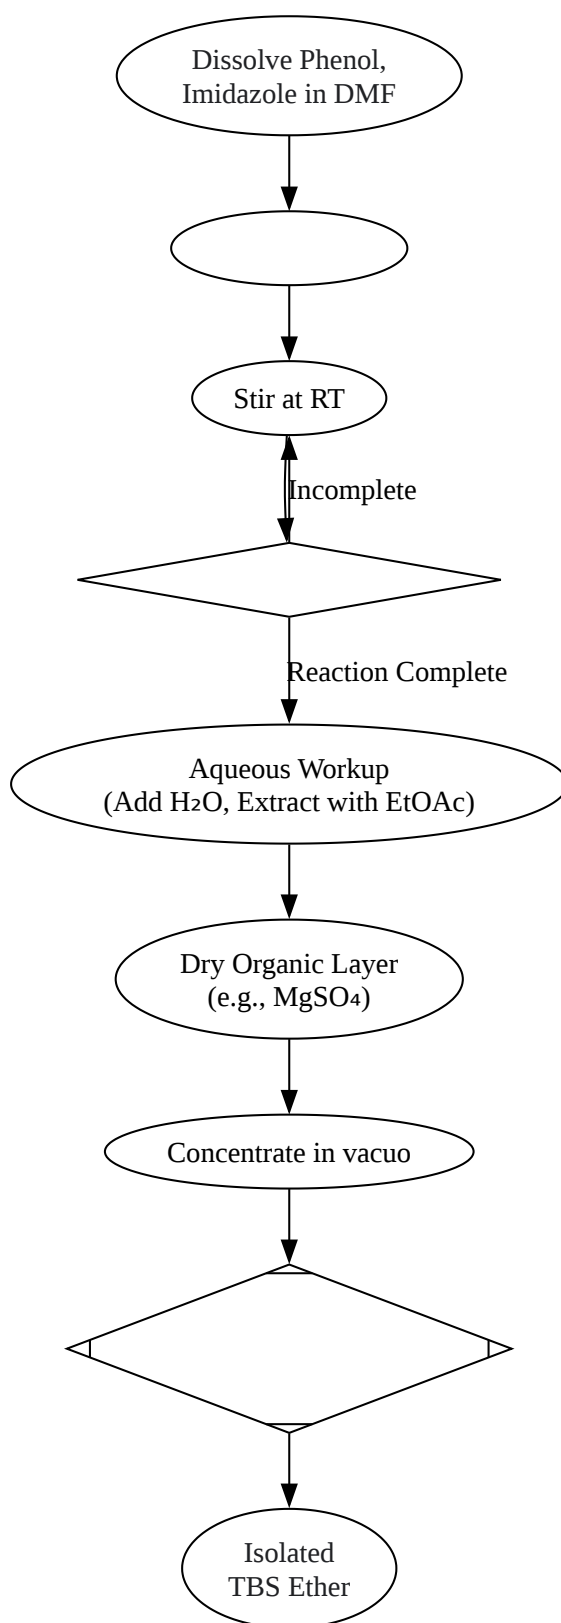 Dissolve Phenol,
Imidazole in DMF
Stir at RT
Incomplete
Reaction Complete
Aqueous Workup
(Add H₂O, Extract with EtOAc)
Dry Organic Layer
(e.g., MgSO₄)
Concentrate in vacuo
Isolated
TBS Ether